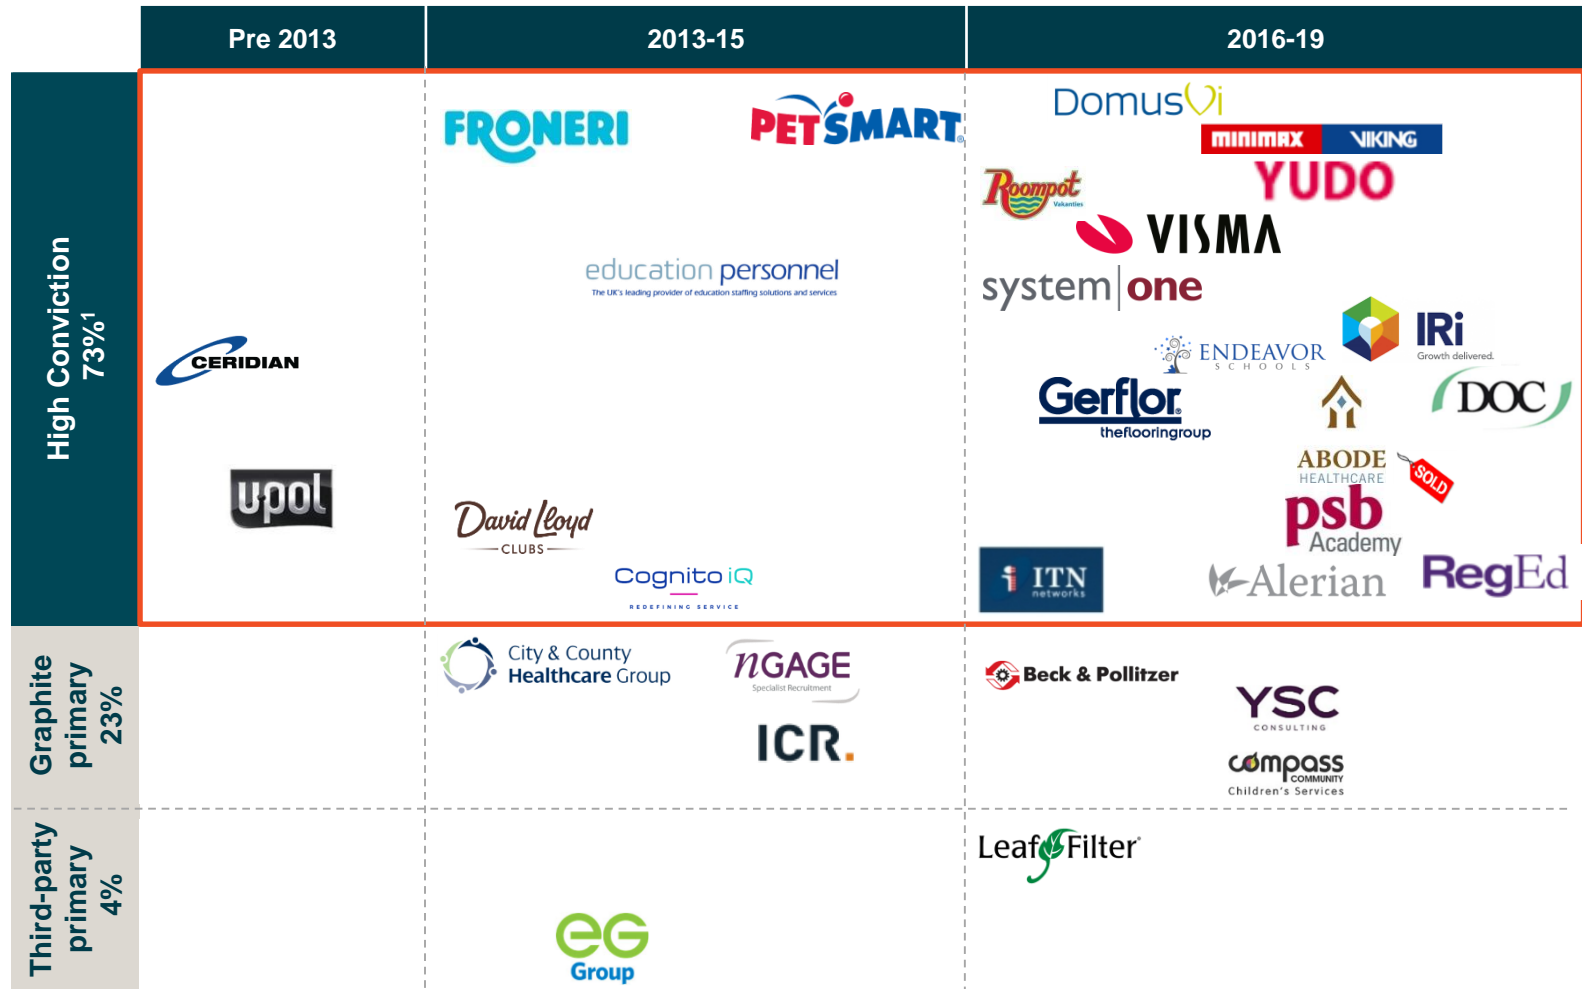 Pre 2013
2013-15
2016-19
High Conviction
73%¹
CERIDIAN
u-pol
FRONERI
PETSMART®
education personnel
The UK's leading provider of education staffing solutions and services
David Lloyd
CLUBS
Cognito iQ
REDEFINING SERVICE
DomusVi
MINIMAX VIKING
Roompot
Vakanties
YUDO
VISMA
system|one
IRi
Growth delivered.
ENDEAVOR
SCHOOLS
Gerflor®
theflooringgroup
DOC
ABODE
HEALTHCARE
SOLD
psb
Academy
ITN
networks
Alerian
RegEd
Graphite
primary
23%
City & County
Healthcare Group
nGAGE
Specialist Recruitment
ICR.
Beck & Pollitzer
YSC
CONSULTING
compass
COMMUNITY
Children's Services
Third-party
primary
4%
eG
Group
LeafFilter